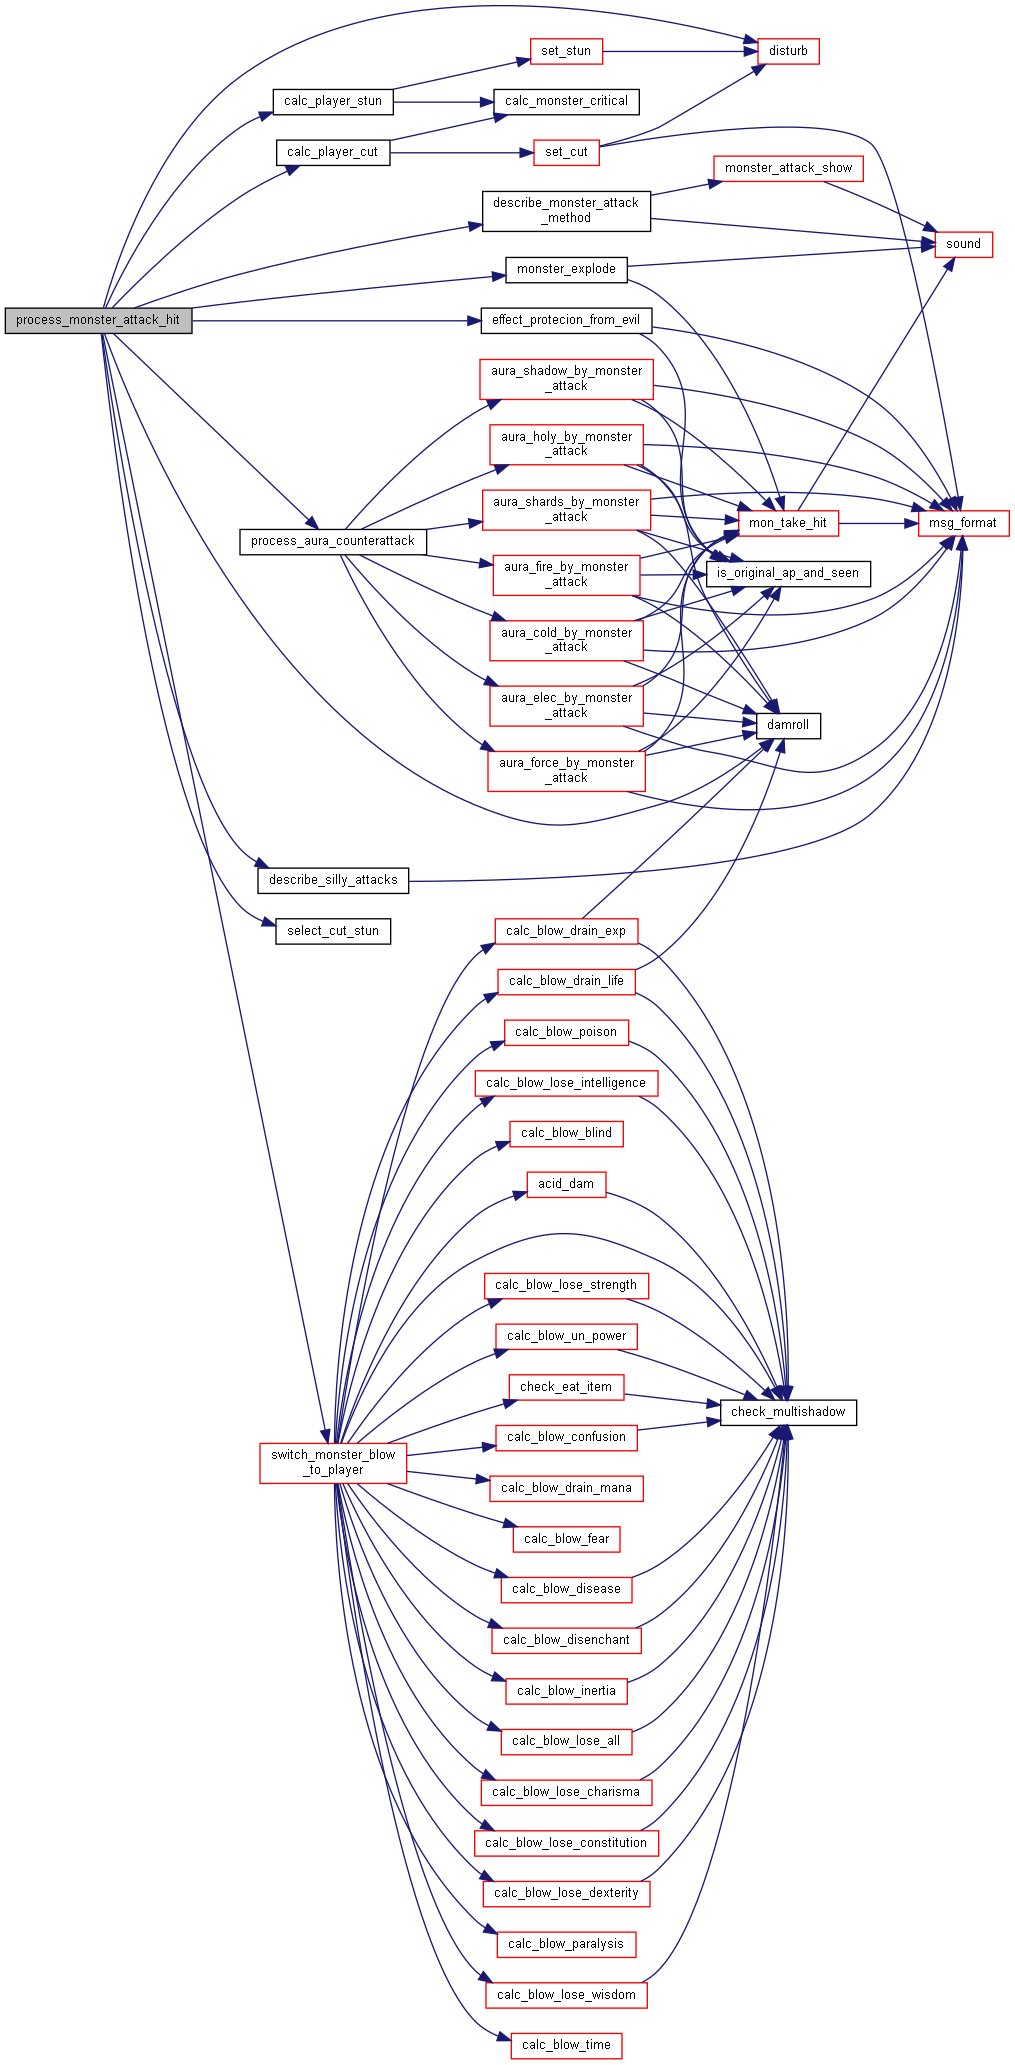 set_stun
disturb
calc_player_stun
calc_monster_critical
calc_player_cut
set_cut
monster_attack_show
describe_monster_attack
_method
sound
monster_explode
process_monster_attack_hit
effect_protecion_from_evil
aura_shadow_by_monster
_attack
aura_holy_by_monster
_attack
aura_shards_by_monster
_attack
mon_take_hit
msg_format
process_aura_counterattack
aura_fire_by_monster
_attack
is_original_ap_and_seen
aura_cold_by_monster
_attack
aura_elec_by_monster
_attack
damroll
aura_force_by_monster
_attack
describe_silly_attacks
select_cut_stun
calc_blow_drain_exp
calc_blow_drain_life
calc_blow_poison
calc_blow_lose_intelligence
calc_blow_blind
acid_dam
calc_blow_lose_strength
calc_blow_un_power
check_eat_item
check_multishadow
calc_blow_confusion
switch_monster_blow
_to_player
calc_blow_drain_mana
calc_blow_fear
calc_blow_disease
calc_blow_disenchant
calc_blow_inertia
calc_blow_lose_all
calc_blow_lose_charisma
calc_blow_lose_constitution
calc_blow_lose_dexterity
calc_blow_paralysis
calc_blow_lose_wisdom
calc_blow_time